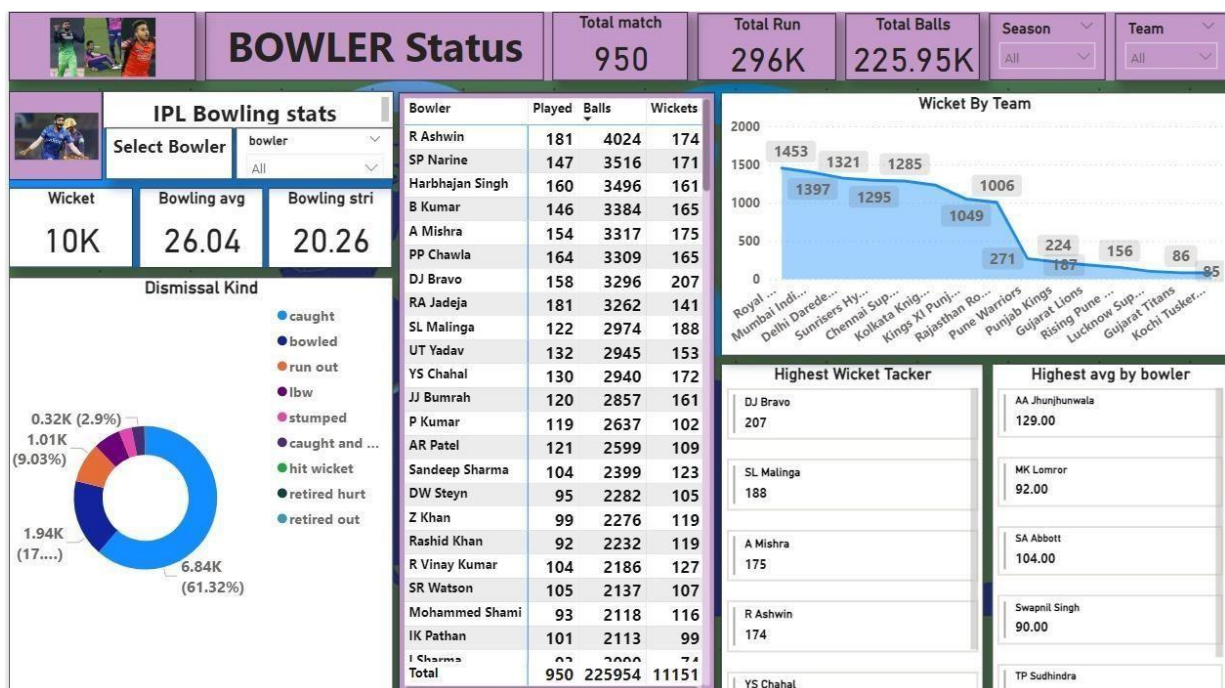 BOWLER Status
Total match
950
Total Run
296K
Total Balls
225.95K
Season
All
Team
All
IPL Bowling stats
Select Bowler
bowler
All
Wicket
10K
Bowling avg
26.04
Bowling stri
20.26
Dismissal Kind
caught
bowled
run out
lbw
stumped
caught and ...
hit wicket
retired hurt
retired out
0.32K (2.9%)
1.01K
(9.03%)
1.94K
(17....)
6.84K
(61.32%)
Bowler Played Balls Wickets
R Ashwin 181 4024 174
SP Narine 147 3516 171
Harbhajan Singh 160 3496 161
B Kumar 146 3384 165
A Mishra 154 3317 175
PP Chawla 164 3309 165
DJ Bravo 158 3296 207
RA Jadeja 181 3262 141
SL Malinga 122 2974 188
UT Yadav 132 2945 153
YS Chahal 130 2940 172
JJ Bumrah 120 2857 161
P Kumar 119 2637 102
AR Patel 121 2599 109
Sandeep Sharma 104 2399 123
DW Steyn 95 2282 105
Z Khan 99 2276 119
Rashid Khan 92 2232 119
R Vinay Kumar 104 2186 127
SR Watson 105 2137 107
Mohammed Shami 93 2118 116
IK Pathan 101 2113 99
I Sharma
Total 950 225954 11151
Wicket By Team
2000
1500
1000
500
0
1453
1397
1321
1295
1285
1049
1006
271
224
187
156
86
85
Royal ...
Mumbai Indi...
Delhi Darede...
Sunrisers Hy...
Chennai Sup...
Kolkata Knig...
Kings XI Punj...
Rajasthan Ro...
Pune Warriors
Punjab Kings
Gujarat Lions
Rising Pune ...
Lucknow Sup...
Gujarat Titans
Kochi Tusker...
Highest Wicket Tacker
DJ Bravo
207
SL Malinga
188
A Mishra
175
R Ashwin
174
YS Chahal
Highest avg by bowler
AA Jhunjhunwala
129.00
MK Lomror
92.00
SA Abbott
104.00
Swapnil Singh
90.00
TP Sudhindra